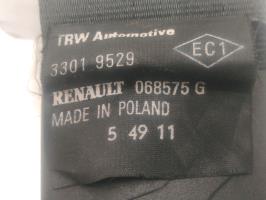 TRW Automotive
EC1
3301 9529
RENAULT 068575 G
MADE IN POLAND
5 49 11